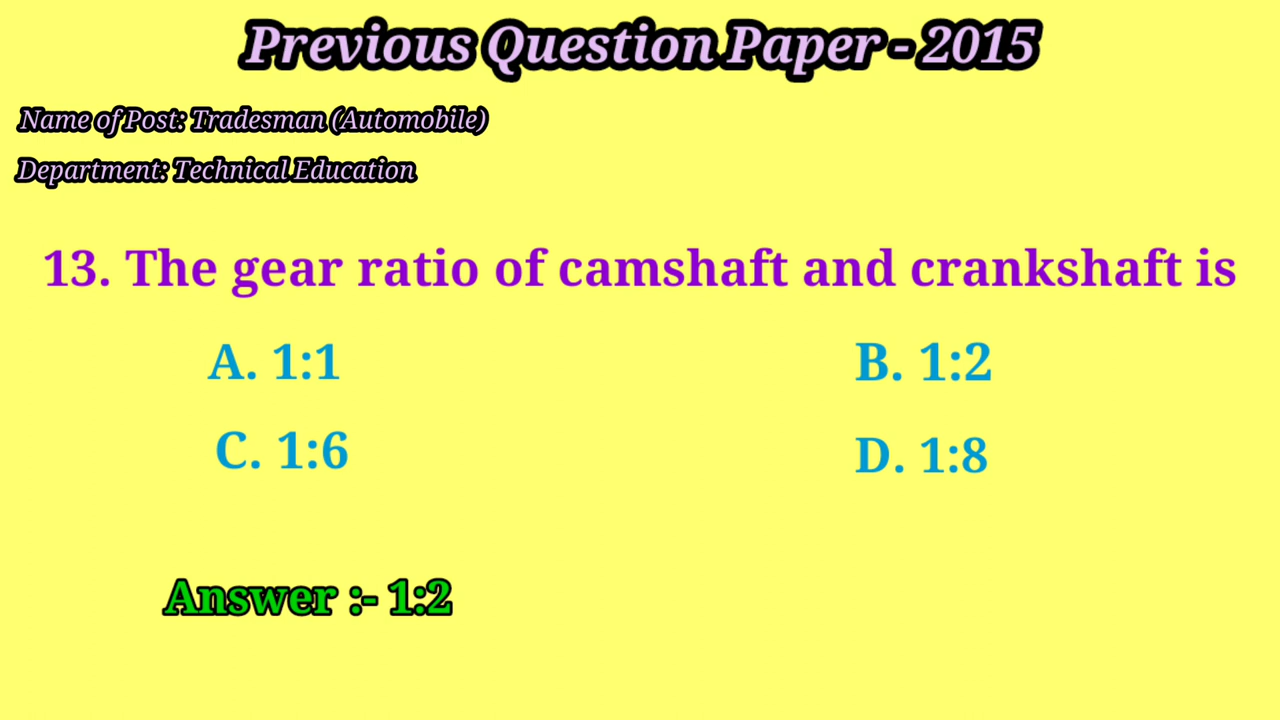 Previous Question Paper - 2015
Name of Post: Tradesman (Automobile)
Department: Technical Education
13. The gear ratio of camshaft and crankshaft is
A. 1:1 B. 1:2
C. 1:6 D. 1:8
Answer :- 1:2